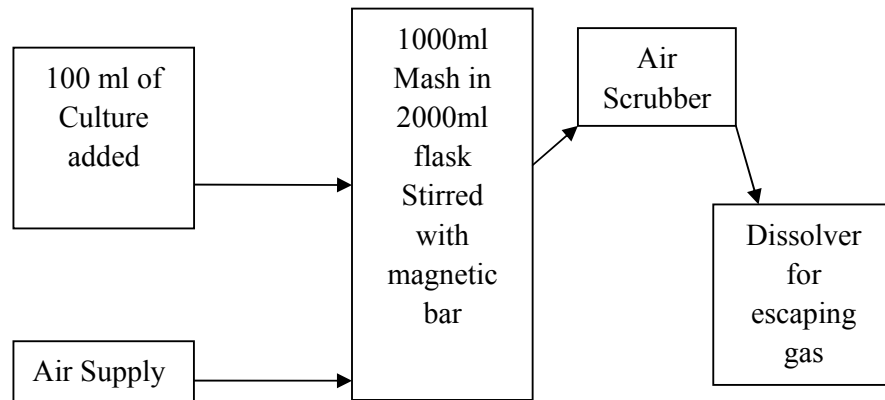 100 ml of
Culture
added
Air Supply
1000ml
Mash in
2000ml
flask
Stirred
with
magnetic
bar
Air
Scrubber
Dissolver
for
escaping
gas